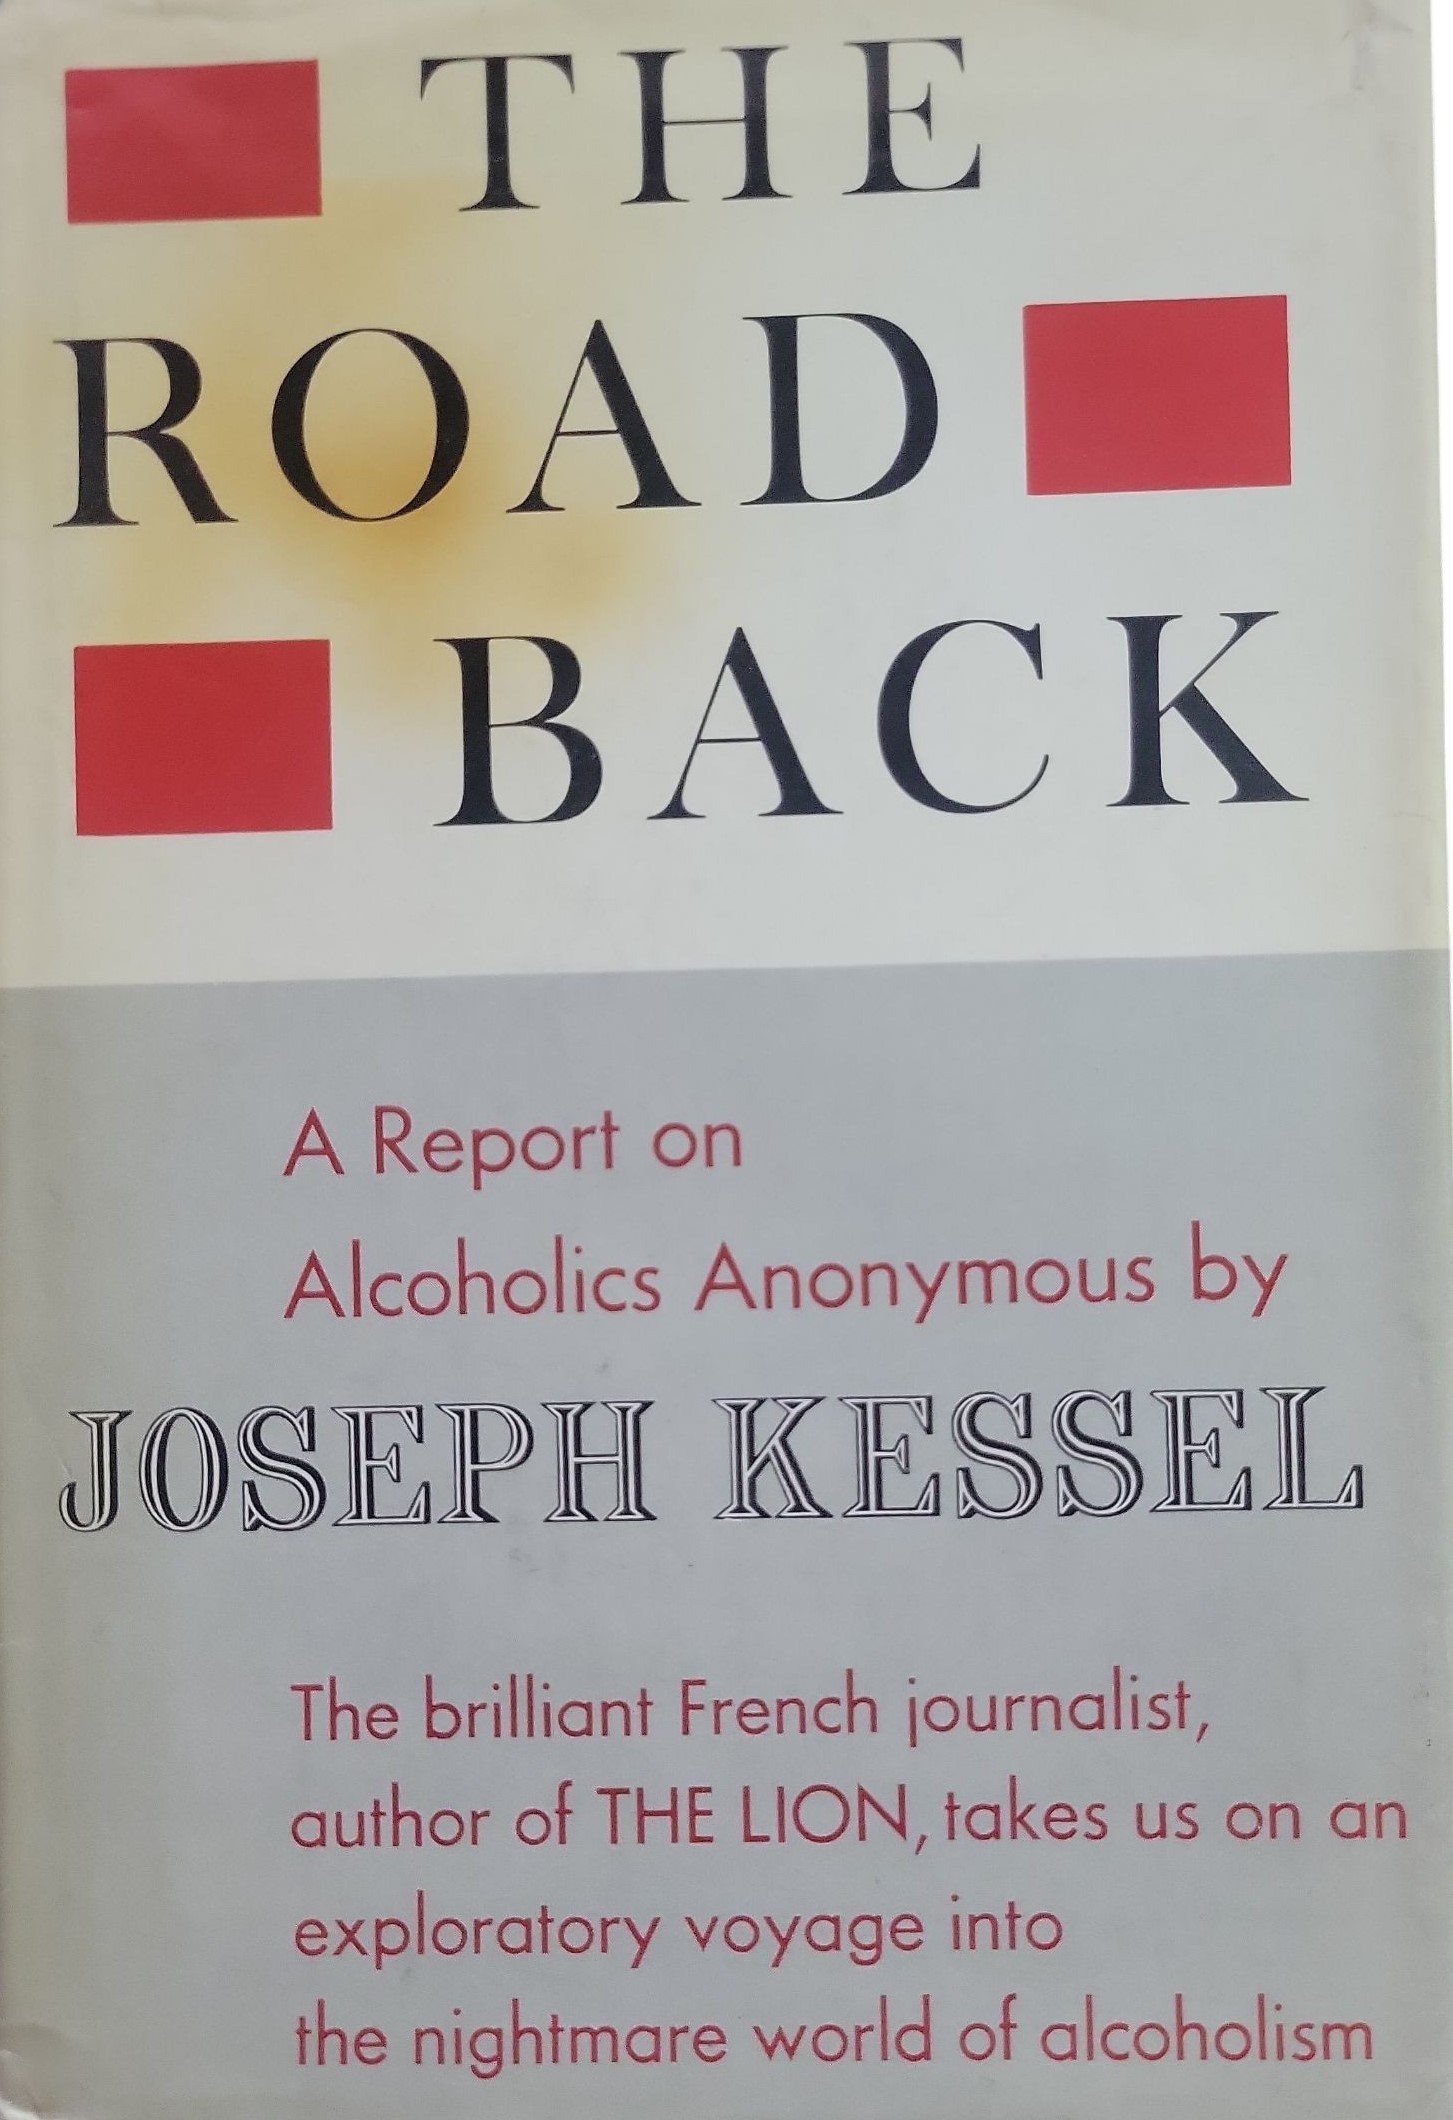 THE
ROAD
BACK
A Report on
Alcoholics Anonymous by
JOSEPH KESSEL
The brilliant French journalist,
author of THE LION, takes us on an
exploratory voyage into
the nightmare world of alcoholism